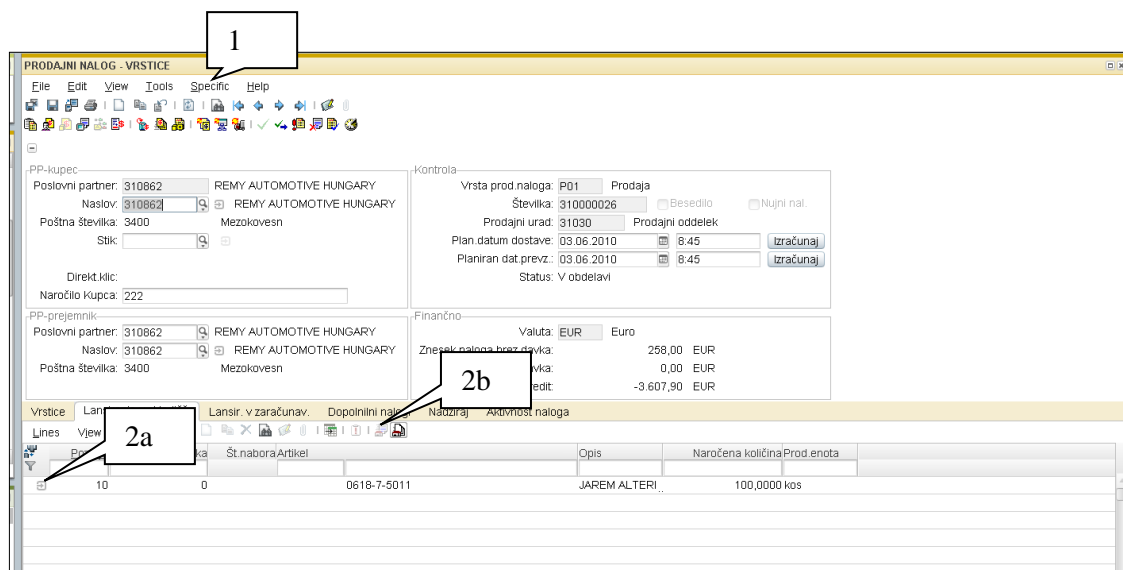 1
PRODAJNI NALOG - VRSTICE
File Edit View Tools Specific Help
PP-kupec
Poslovni partner: 310862 REMY AUTOMOTIVE HUNGARY
Naslov: 310862 REMY AUTOMOTIVE HUNGARY
Poštna številka: 3400 Mezokovesn
Stik:
Direkt.klic:
Naročilo Kupca: 222
Kontrola
Vrsta prod.naloga: P01 Prodaja
Številka: 310000026 Besedilo Nujni nal.
Prodajni urad: 31030 Prodajni oddelek
Plan.datum dostave: 03.06.2010 8:45 Izračunaj
Planiran dat.prevz.: 03.06.2010 8:45 Izračunaj
Status: V obdelavi
PP-prejemnik
Poslovni partner: 310862 REMY AUTOMOTIVE HUNGARY
Naslov: 310862 REMY AUTOMOTIVE HUNGARY
Poštna številka: 3400 Mezokovesn
Finančno
Valuta: EUR Euro
Znesek naloga brez davka: 258,00 EUR
vka: 0,00 EUR
edit: -3.607,90 EUR
2b
Vrstice Lansir. v zaračunav. Dopolnilni nalogi Nadziraj Aktivnost naloga
2a
Lines View
ka Št.nabora Artikel Opis Naročena količina Prod.enota
10 0 0618-7-5011 JAREM ALTERI 100,0000 kos